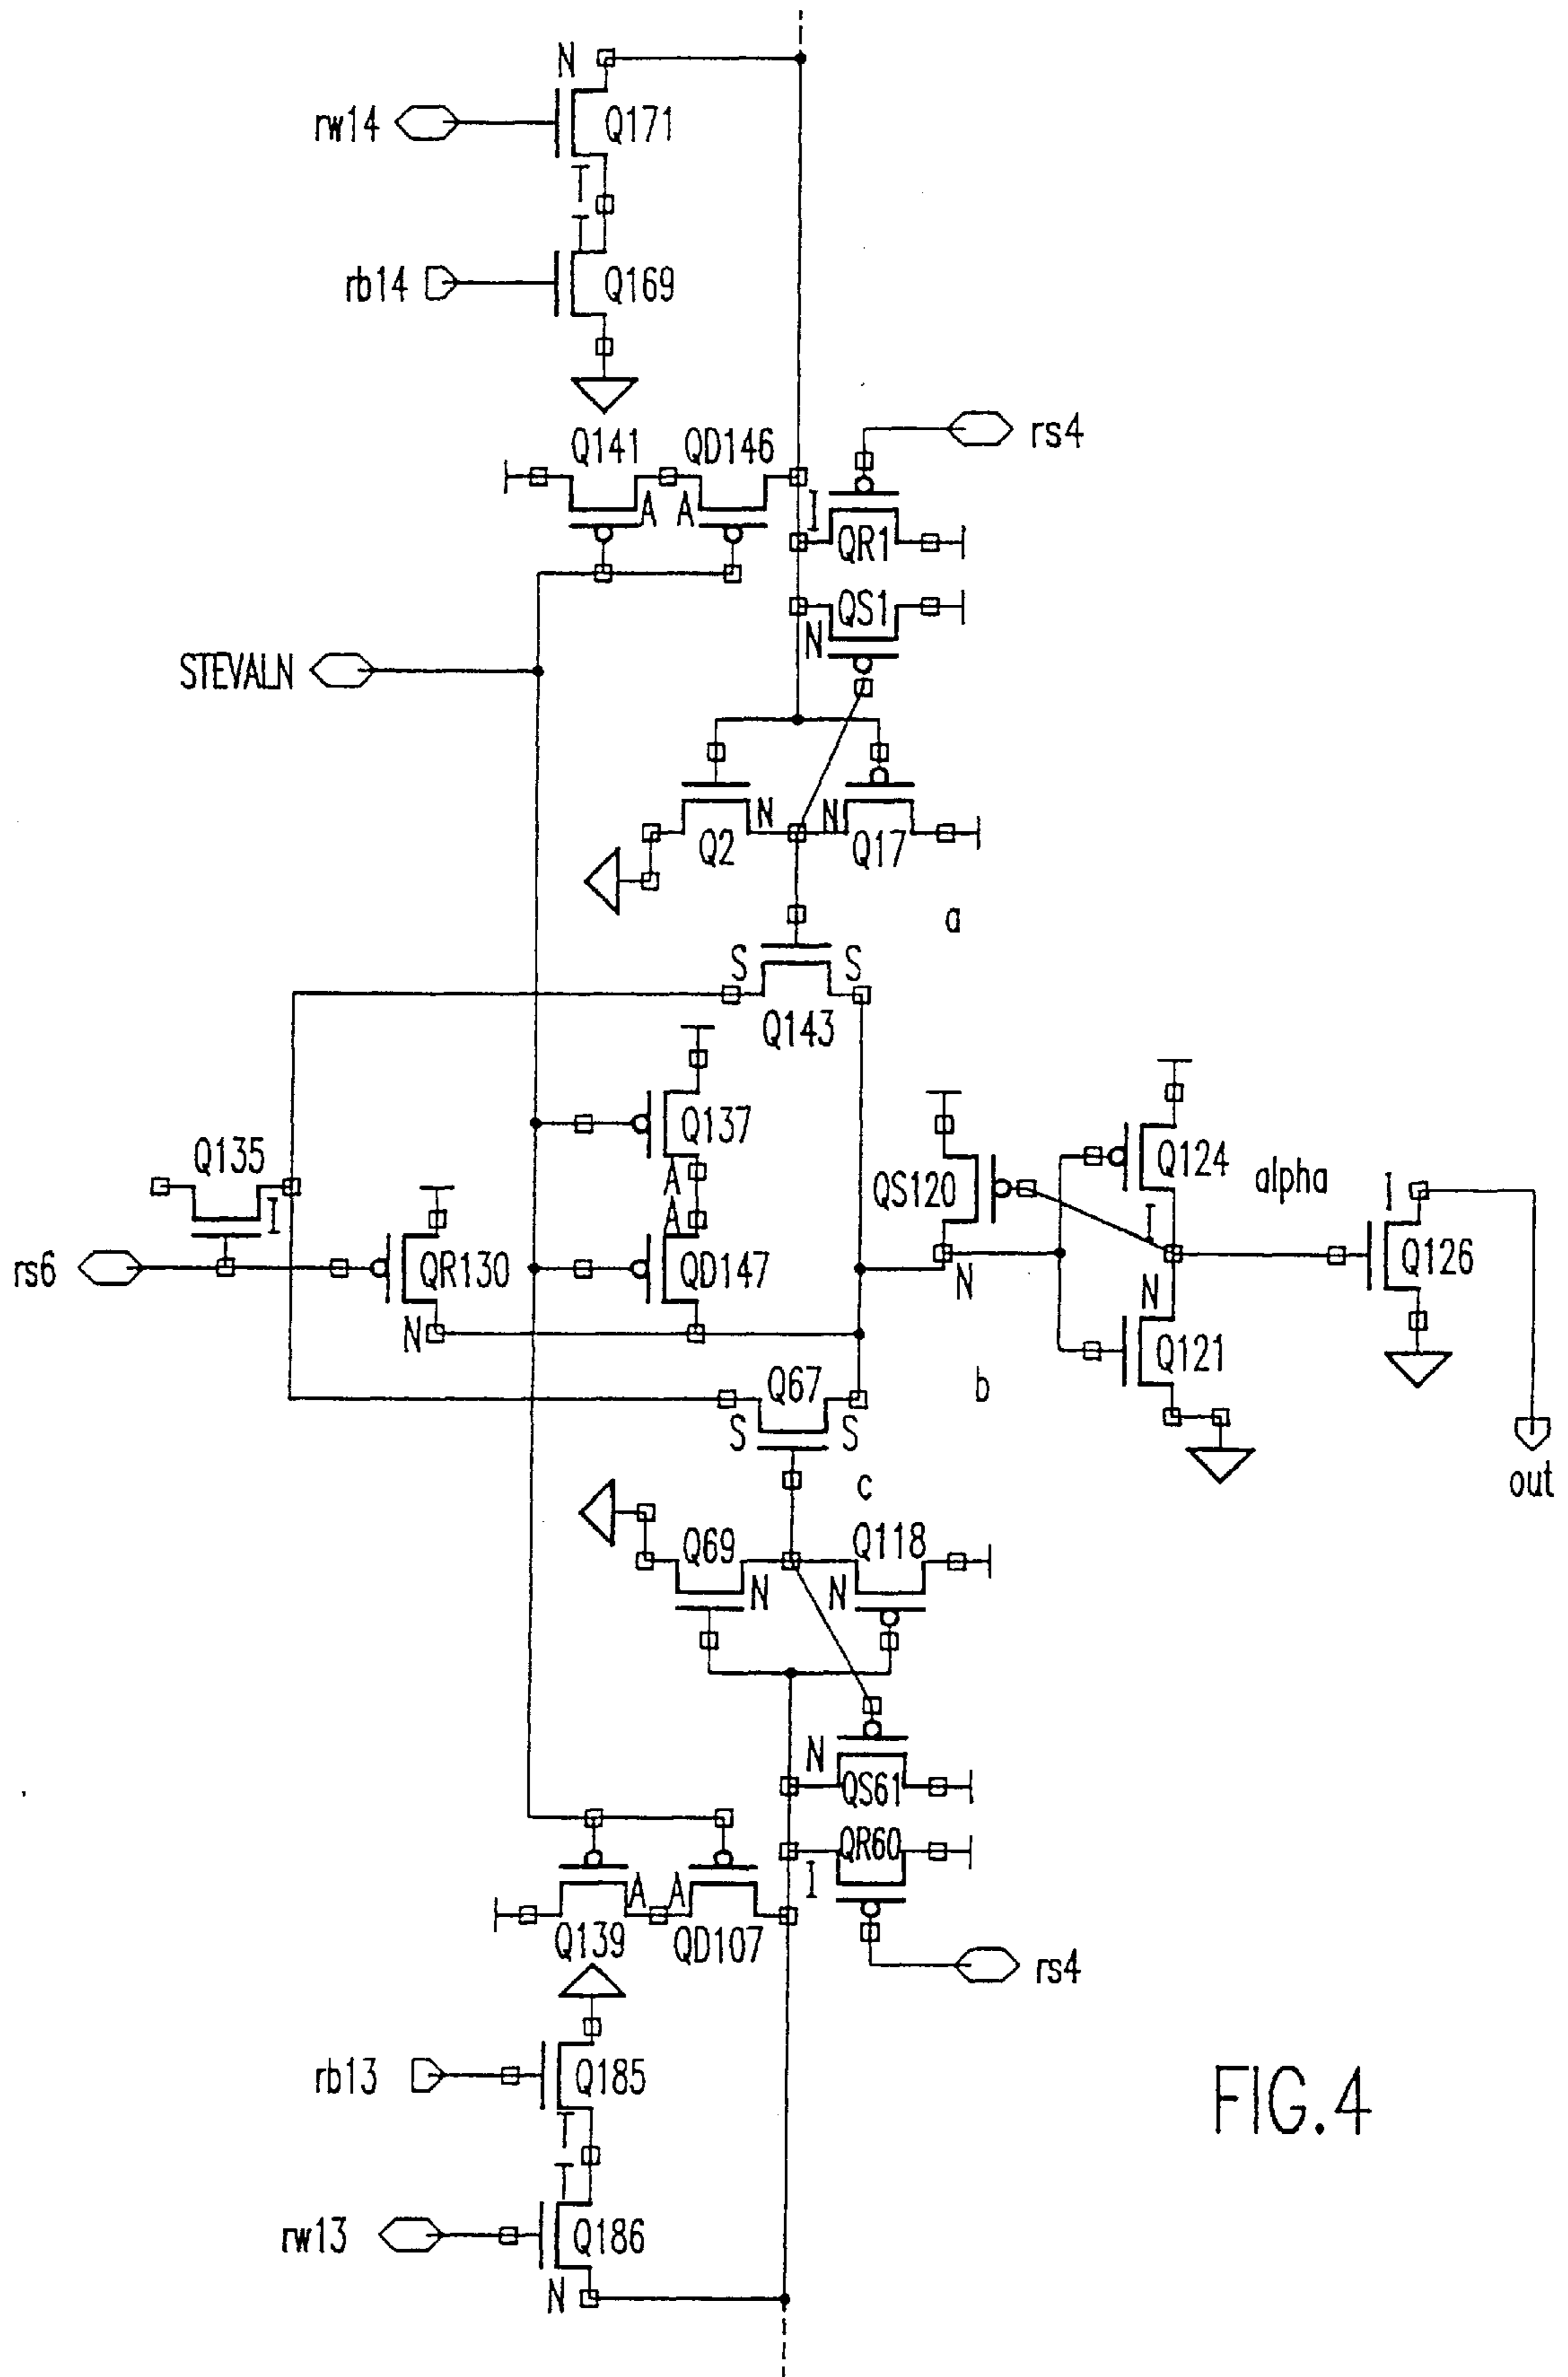 N
rw14
Q171
T
T
rb14
Q169
rs4
Q141
QD146
A
A
I
QR1
QS1
N
STEVALN
N
N
Q2
Q17
a
S
S
Q143
Q137
Q135
A
QS120
Q124
alpha
I
A
I
I
rs6
QR130
QD147
N
Q126
N
N
Q121
Q67
b
S
S
c
out
Q69
Q118
N
N
N
QS61
QR60
A
A
I
Q139
QD107
rs4
rb13
Q185
T
T
rw13
Q186
N
FIG.4